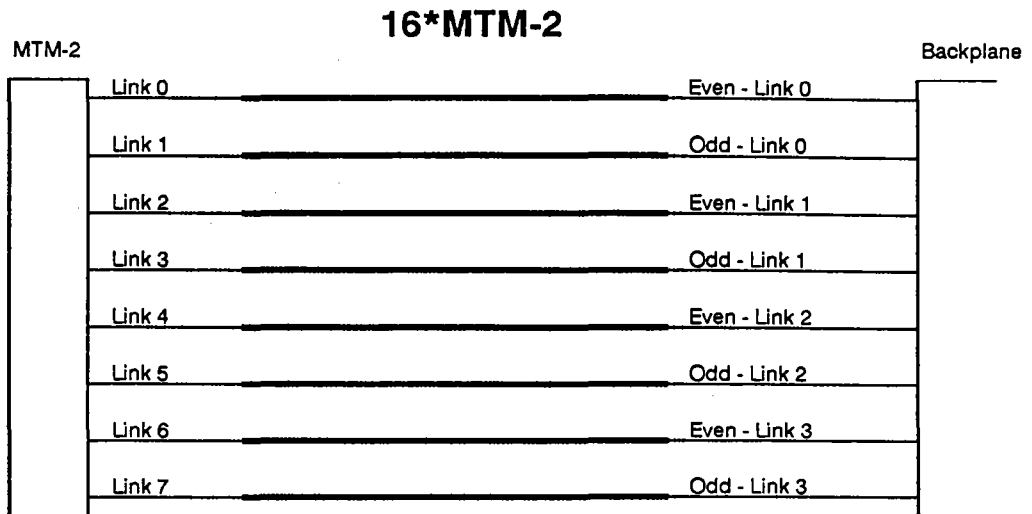 16*MTM-2
MTM-2 Backplane
Link 0 Even - Link 0
Link 1 Odd - Link 0
Link 2 Even - Link 1
Link 3 Odd - Link 1
Link 4 Even - Link 2
Link 5 Odd - Link 2
Link 6 Even - Link 3
Link 7 Odd - Link 3